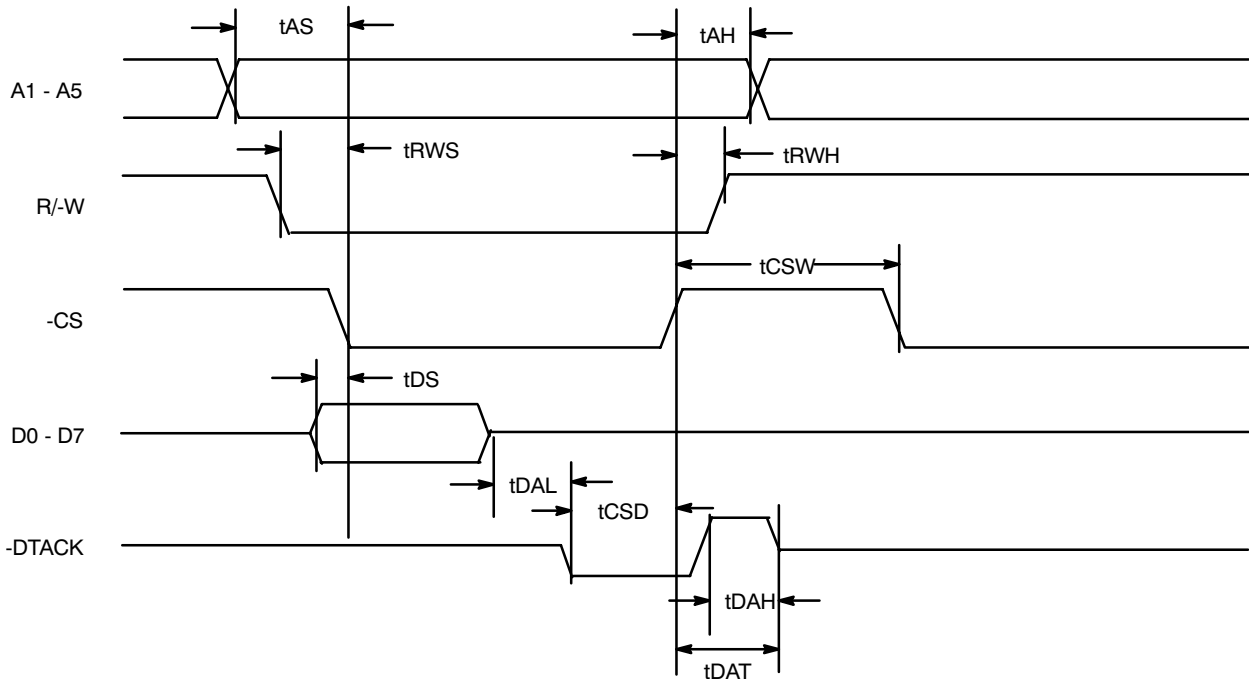 tAS
tAH
A1 - A5
tRWS
tRWH
R/-W
tCSW
-CS
tDS
D0 - D7
tDAL
tCSD
-DTACK
tDAH
tDAT